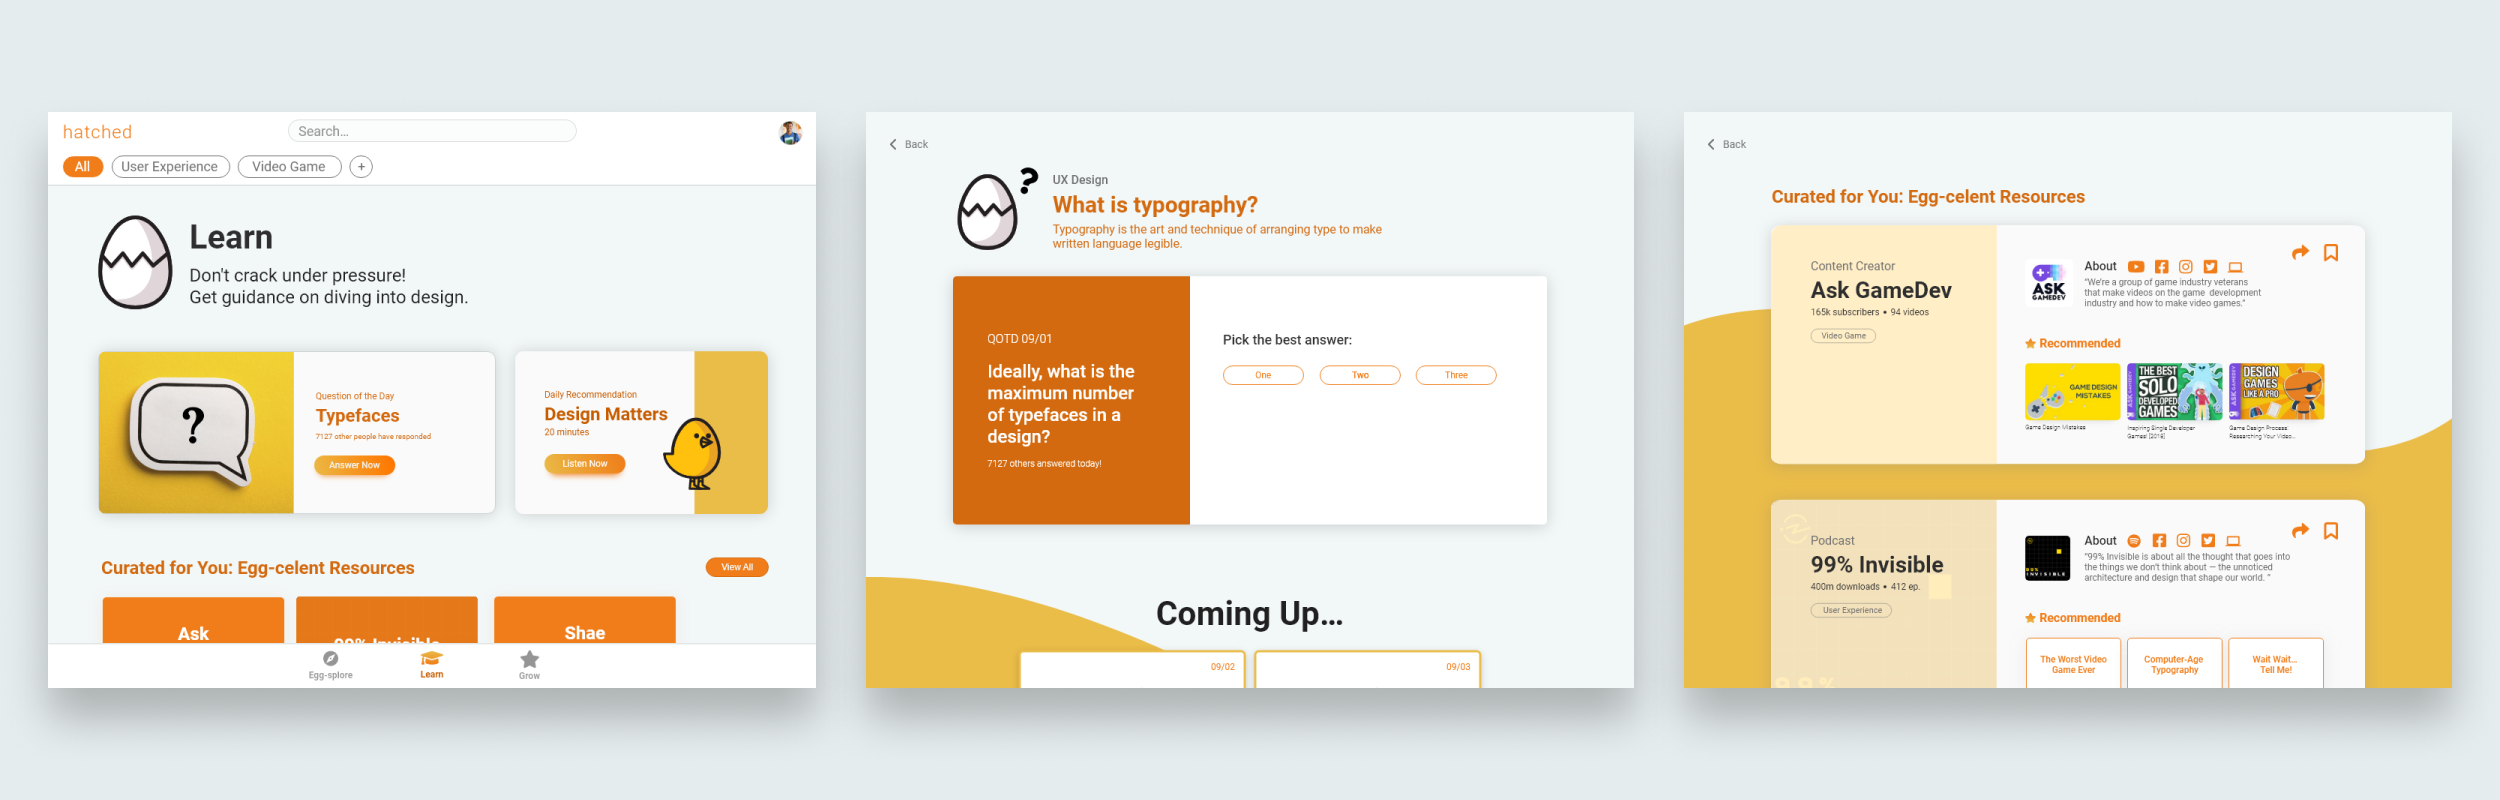 hatched
Search...
All
User Experience
Video Game
+
Learn
Don't crack under pressure!
Get guidance on diving into design.
?
Question of the Day
Typefaces
7127 other people have responded
Answer Now
Daily Recommendation
Design Matters
20 minutes
Listen Now
Curated for You: Egg-celent Resources
View All
Ask
99% Invisible
Shae
Egg-splore
Learn
Grow
Back
?
UX Design
What is typography?
Typography is the art and technique of arranging type to make
written language legible.
QOTD 09/01
Ideally, what is the
maximum number
of typefaces in a
design?
7127 others answered today!
Pick the best answer:
One
Two
Three
Coming Up...
09/02
09/03
Back
Curated for You: Egg-celent Resources
Content Creator
Ask GameDev
165k subscribers • 94 videos
Video Game
ASK
GAMEDEV
About
"We're a group of game industry veterans
that make videos on the game development
industry and how to make video games."
Recommended
GAME DESIGN
MISTAKES
ASK GAMEDEV
THE BEST
SOLO
DEVELOPED
GAMES
ASK GAMEDEV
DESIGN
GAMES
LIKE A PRO
Game Design Mistakes
Inspiring Single Developer
Games! [2018]
Game Design Process:
Researching Your Video...
Podcast
99% Invisible
400m downloads • 412 ep.
User Experience
99%
INVISIBLE
About
"99% Invisible is about all the thought that goes into
the things we don't think about — the unnoticed
architecture and design that shape our world. "
Recommended
The Worst Video
Game Ever
Computer-Age
Typography
Wait Wait...
Tell Me!
99%